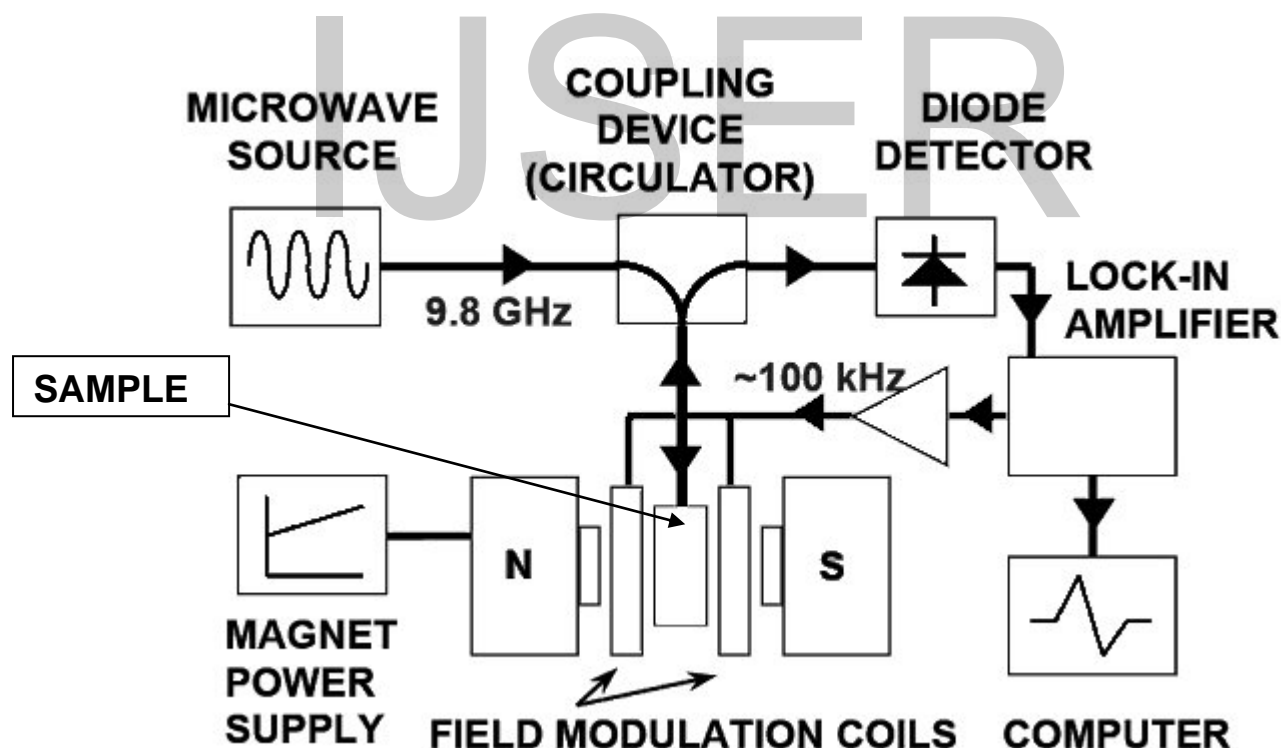 IJSER
MICROWAVE
SOURCE
COUPLING
DEVICE
(CIRCULATOR)
DIODE
DETECTOR
9.8 GHz
LOCK-IN
AMPLIFIER
SAMPLE
~100 kHz
N
S
MAGNET
POWER
SUPPLY
FIELD MODULATION COILS
COMPUTER